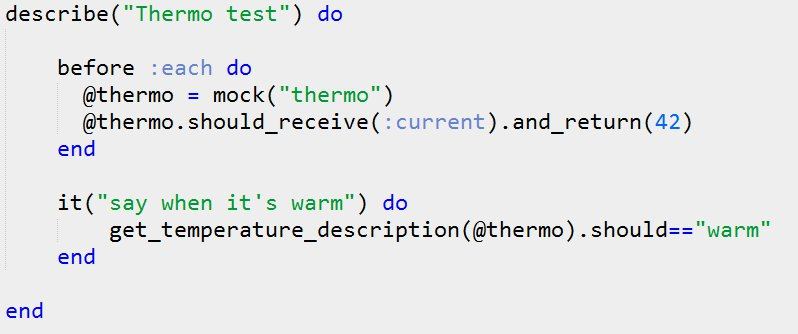 describe("Thermo test") do
before :each do
@thermo = mock("thermo")
@thermo.should_receive(:current).and_return(42)
end
it("say when it's warm") do
get_temperature_description(@thermo).should=="warm"
end
end